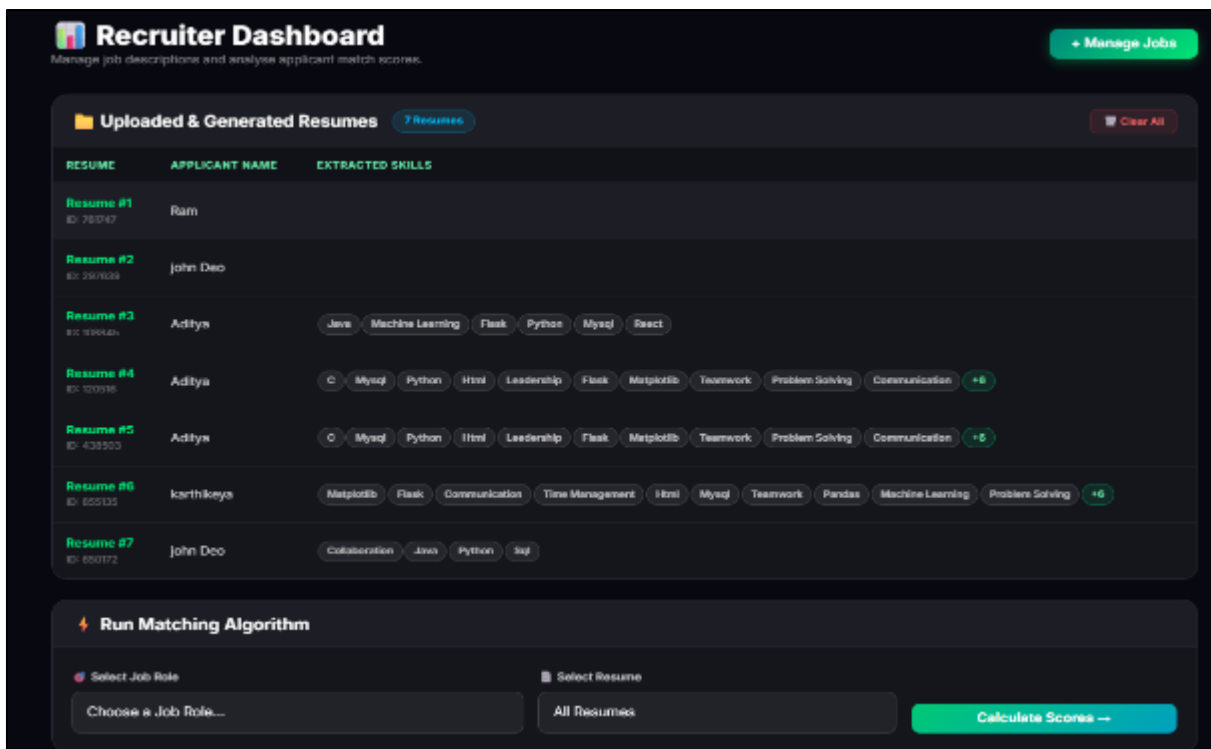 Recruiter Dashboard
+ Manage Jobs
Manage job descriptions and analyse applicant match scores.
Uploaded & Generated Resumes 7 Resumes Clear All
RESUME APPLICANT NAME EXTRACTED SKILLS
Resume #1
Ram
ID:
Resume #2
john Deo
ID:
Resume #3
Aditya Java Machine Learning Flask Python Mysql React
ID:
Resume #4
Aditya C Mysql Python Html Leadership Flask Matplotlib Teamwork Problem Solving Communication +6
ID:
Resume #5
Aditya C Mysql Python Html Leadership Flask Matplotlib Teamwork Problem Solving Communication
ID: 438503
Resume #6
karthikeya Matplotlib Flask Communication Time Management Html Mysql Teamwork Pandas Machine Learning Problem Solving +6
ID: 855135
Resume #7
john Deo Collaboration Java Python Sql
ID: 650172
Run Matching Algorithm
Select Job Role Select Resume
Choose a Job Role... All Resumes Calculate Scores →